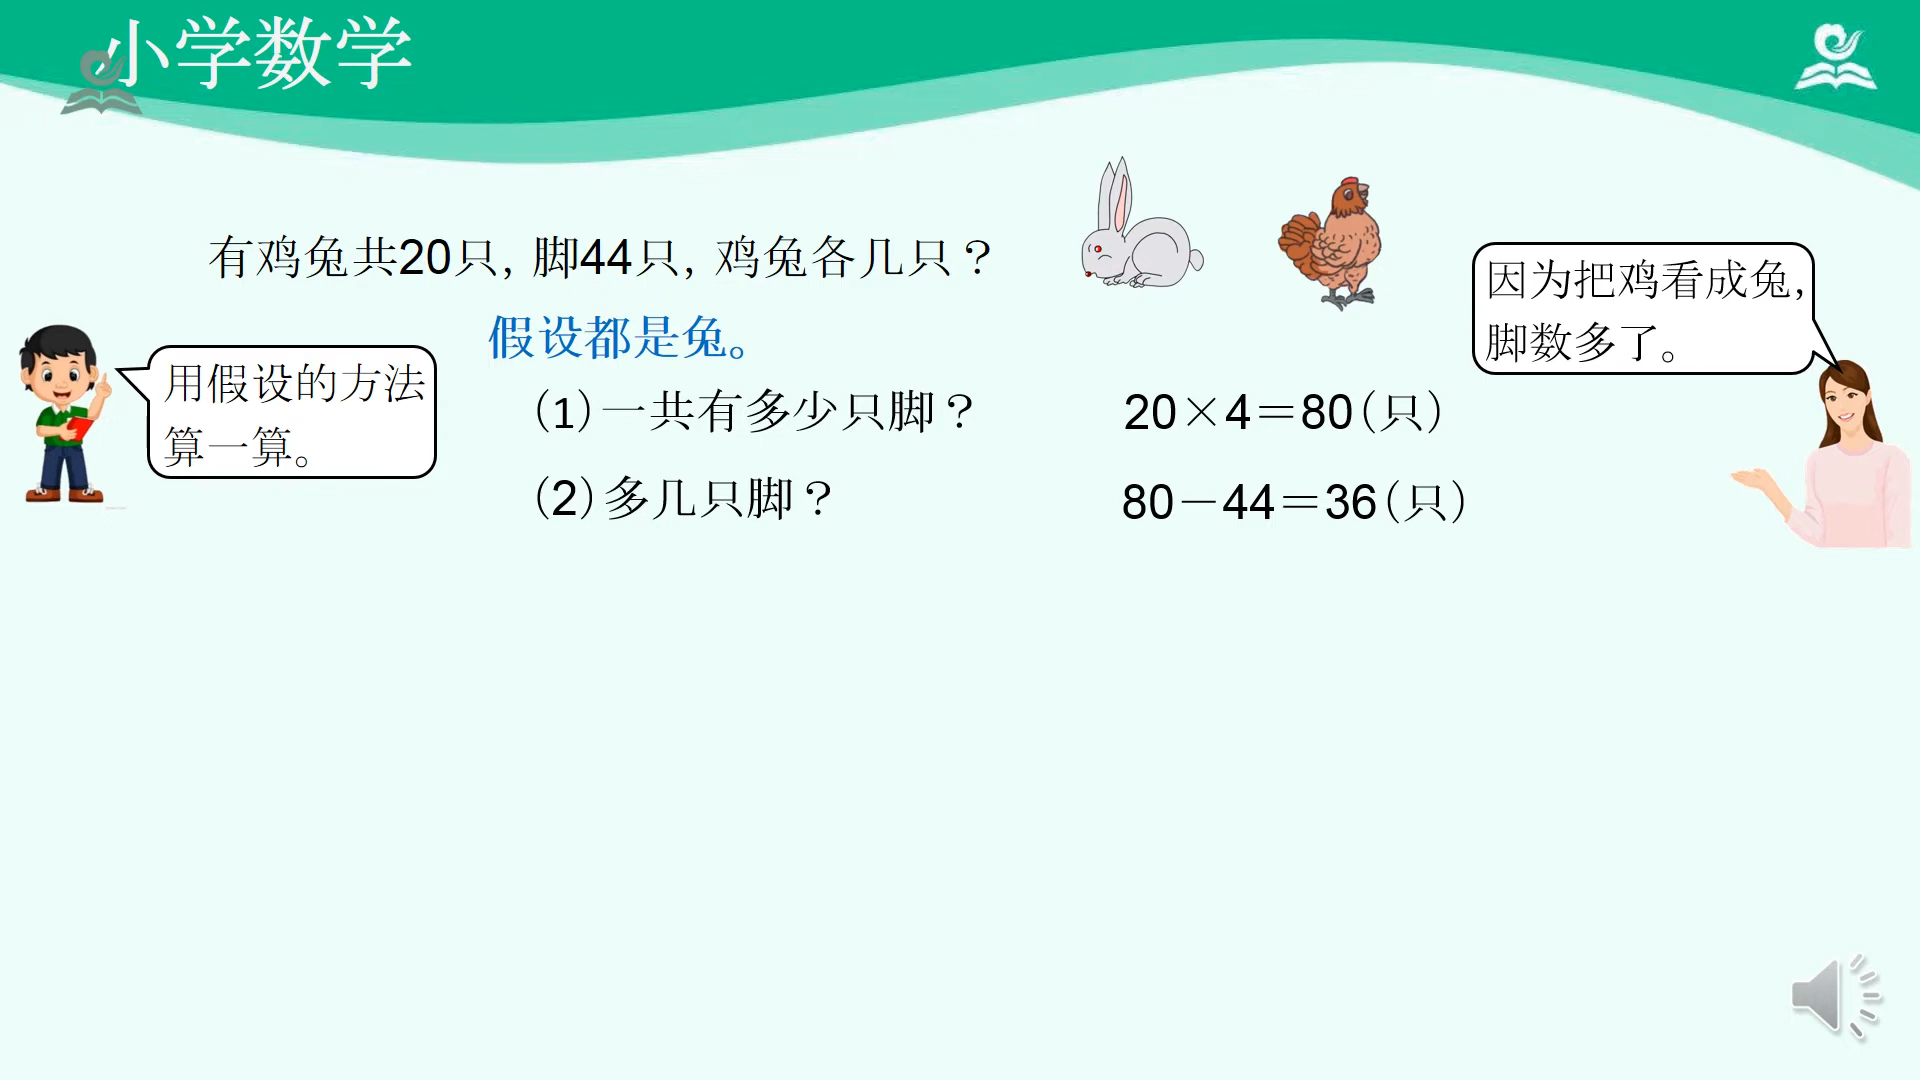 小学数学
有鸡兔共20只，脚44只，鸡兔各几只？
因为把鸡看成兔，
脚数多了。
假设都是兔。
用假设的方法
算一算。
（1）一共有多少只脚？ 20×4＝80（只）
（2）多几只脚？ 80－44＝36（只）